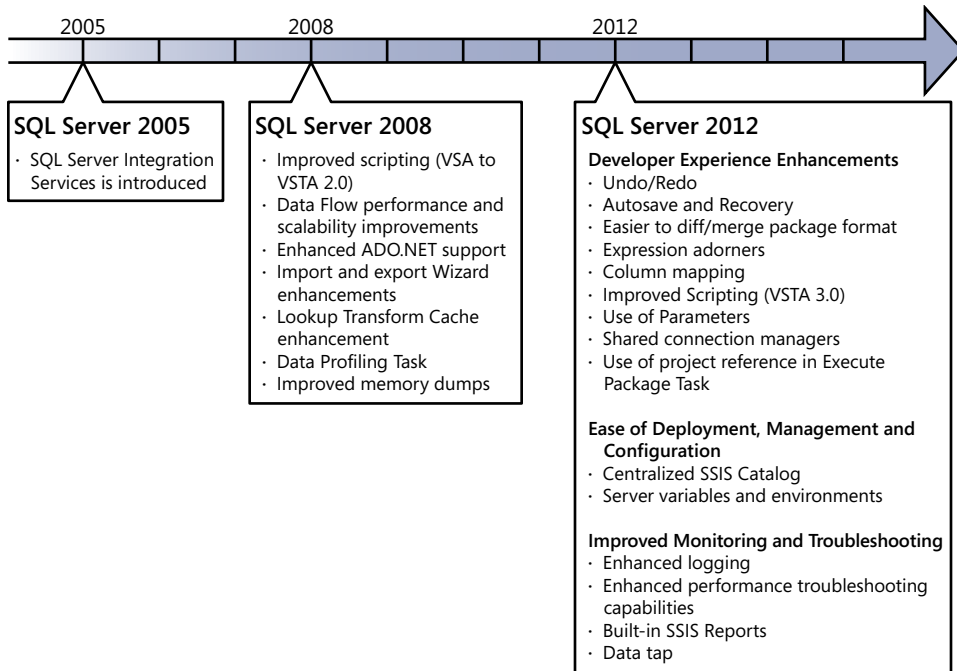 2005
2008
2012
SQL Server 2005
· SQL Server Integration
Services is introduced
SQL Server 2008
· Improved scripting (VSA to
VSTA 2.0)
· Data Flow performance and
scalability improvements
· Enhanced ADO.NET support
· Import and export Wizard
enhancements
· Lookup Transform Cache
enhancement
· Data Profiling Task
· Improved memory dumps
SQL Server 2012
Developer Experience Enhancements
· Undo/Redo
· Autosave and Recovery
· Easier to diff/merge package format
· Expression adorners
· Column mapping
· Improved Scripting (VSTA 3.0)
· Use of Parameters
· Shared connection managers
· Use of project reference in Execute
Package Task
Ease of Deployment, Management and
Configuration
· Centralized SSIS Catalog
· Server variables and environments
Improved Monitoring and Troubleshooting
· Enhanced logging
· Enhanced performance troubleshooting
capabilities
· Built-in SSIS Reports
· Data tap